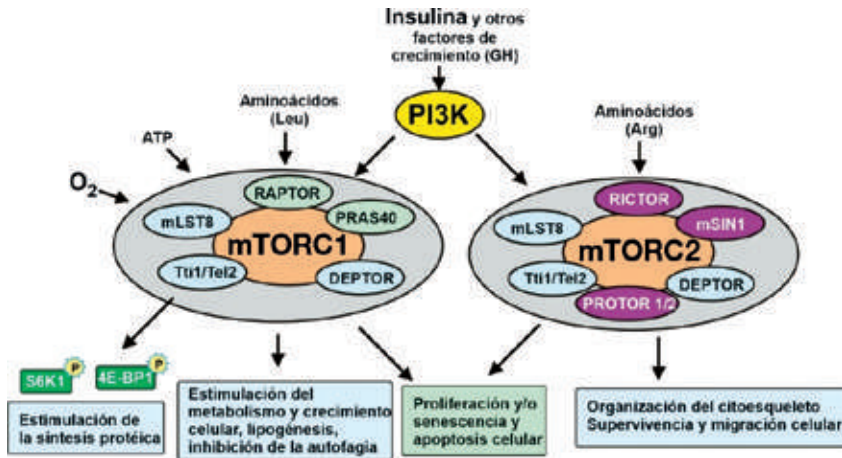 Insulina y otros
factores de
crecimiento (GH)
PI3K
Aminoácidos
(Leu)
Aminoácidos
(Arg)
ATP
O2
RAPTOR
PRAS40
mLST8
mTORC1
Tti1/Tel2
DEPTOR
RICTOR
mSIN1
mLST8
mTORC2
Tti1/Tel2
DEPTOR
PROTOR 1/2
S6K1
P
4E-BP1
P
Estimulación de
la síntesis protéica
Estimulación del
metabolismo y crecimiento
celular, lipogénesis,
inhibición de la autofagia
Proliferación y/o
senescencia y
apoptosis celular
Organización del citoesqueleto
Supervivencia y migración celular